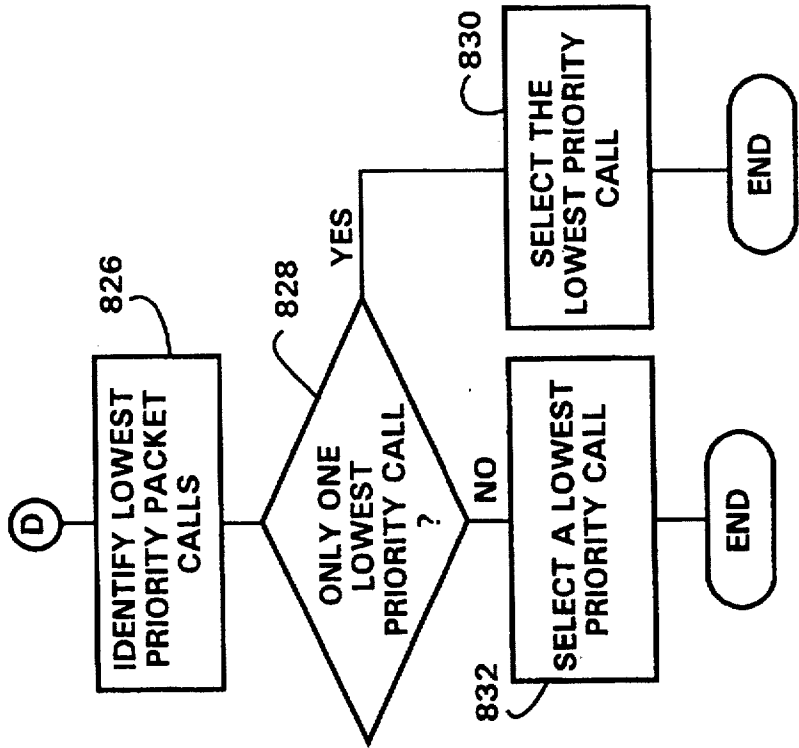 D
826
IDENTIFY LOWEST
PRIORITY PACKET
CALLS
828
ONLY ONE
LOWEST
PRIORITY CALL
?
YES
NO
830
SELECT THE
LOWEST PRIORITY
CALL
END
832
SELECT A LOWEST
PRIORITY CALL
END